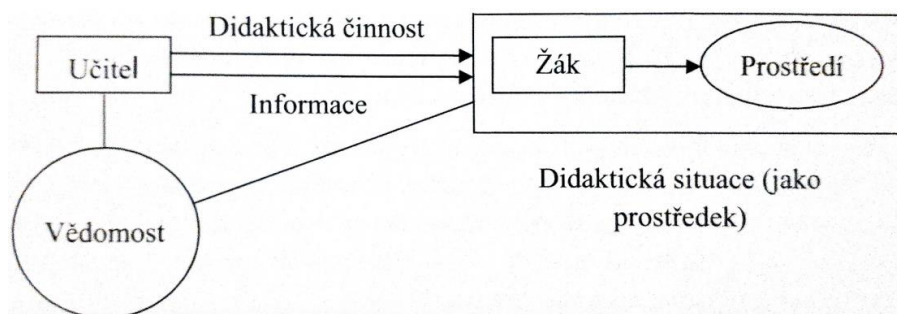 Didaktická činnost
Učitel
Žák
Prostředí
Informace
Didaktická situace (jako
prostředek)
Vědomost